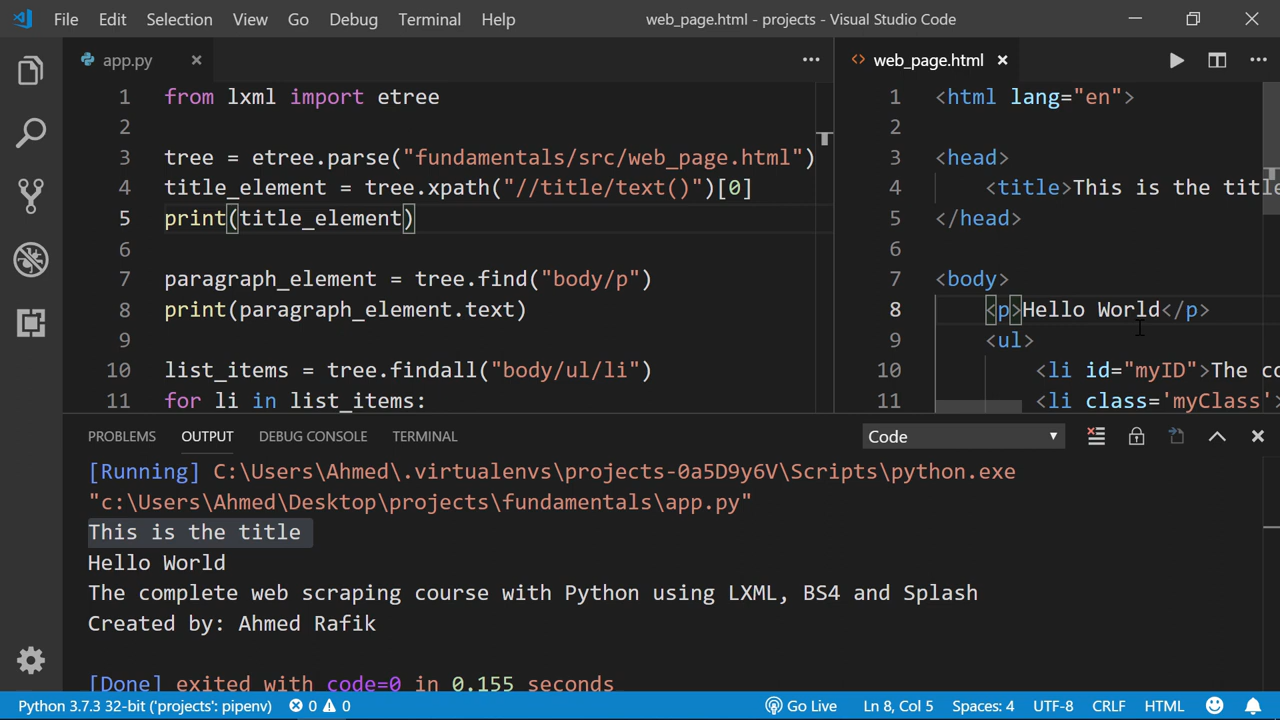 File Edit Selection View Go Debug Terminal Help web_page.html - projects - Visual Studio Code
app.py
1 from lxml import etree
2
3 tree = etree.parse("fundamentals/src/web_page.html")
4 title_element = tree.xpath("//title/text()")[0]
5 print(title_element)
6
7 paragraph_element = tree.find("body/p")
8 print(paragraph_element.text)
9
10 list_items = tree.findall("body/ul/li")
11 for li in list_items:
web_page.html
1 <html lang="en">
2
3 <head>
4 <title>This is the titl
5 </head>
6
7 <body>
8 <p>Hello World</p>
9 <ul>
10 <li id="myID">The co
11 <li class='myClass'>
PROBLEMS OUTPUT DEBUG CONSOLE TERMINAL Code
[Running] C:\Users\Ahmed\.virtualenvs\projects-0a5D9y6V\Scripts\python.exe
"c:\Users\Ahmed\Desktop\projects\fundamentals\app.py"
This is the title
Hello World
The complete web scraping course with Python using LXML, BS4 and Splash
Created by: Ahmed Rafik
[Done] exited with code=0 in 0.155 seconds
Python 3.7.3 32-bit ('projects': pipenv) 0 0 Go Live Ln 8, Col 5 Spaces: 4 UTF-8 CRLF HTML